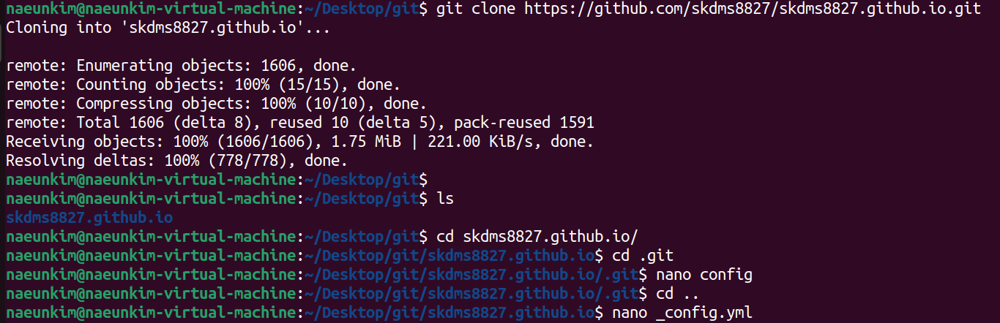 naeunkim@naeunkim-virtual-machine:~/Desktop/git$ git clone https://github.com/skdms8827/skdms8827.github.io.git
Cloning into 'skdms8827.github.io'...
remote: Enumerating objects: 1606, done.
remote: Counting objects: 100% (15/15), done.
remote: Compressing objects: 100% (10/10), done.
remote: Total 1606 (delta 8), reused 10 (delta 5), pack-reused 1591
Receiving objects: 100% (1606/1606), 1.75 MiB | 221.00 KiB/s, done.
Resolving deltas: 100% (778/778), done.
naeunkim@naeunkim-virtual-machine:~/Desktop/git$
naeunkim@naeunkim-virtual-machine:~/Desktop/git$ ls
skdms8827.github.io
naeunkim@naeunkim-virtual-machine:~/Desktop/git$ cd skdms8827.github.io/
naeunkim@naeunkim-virtual-machine:~/Desktop/git/skdms8827.github.io$ cd .git
naeunkim@naeunkim-virtual-machine:~/Desktop/git/skdms8827.github.io/.git$ nano config
naeunkim@naeunkim-virtual-machine:~/Desktop/git/skdms8827.github.io/.git$ cd ..
naeunkim@naeunkim-virtual-machine:~/Desktop/git/skdms8827.github.io$ nano _config.yml